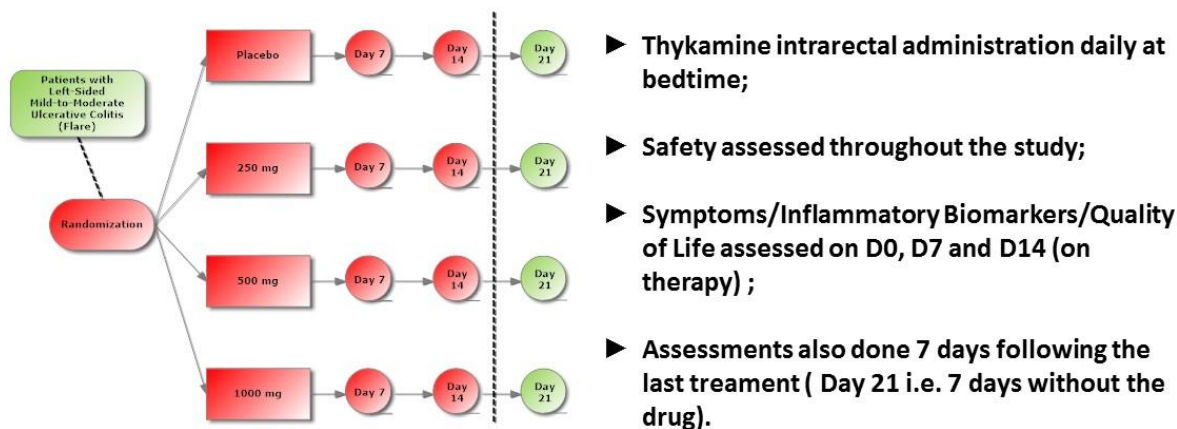 Patients with
Left-Sided
Mild-to-Moderate
Ulcerative Colitis
(Flare)
Randomization
Placebo
Day 7
Day
14
Day
21
250 mg
Day 7
Day
14
Day
21
500 mg
Day 7
Day
14
Day
21
1000 mg
Day 7
Day
14
Day
21
► Thykamine intrarectal administration daily at
bedtime;
► Safety assessed throughout the study;
► Symptoms/Inflammatory Biomarkers/Quality
of Life assessed on D0, D7 and D14 (on
therapy) ;
► Assessments also done 7 days following the
last treament ( Day 21 i.e. 7 days without the
drug).